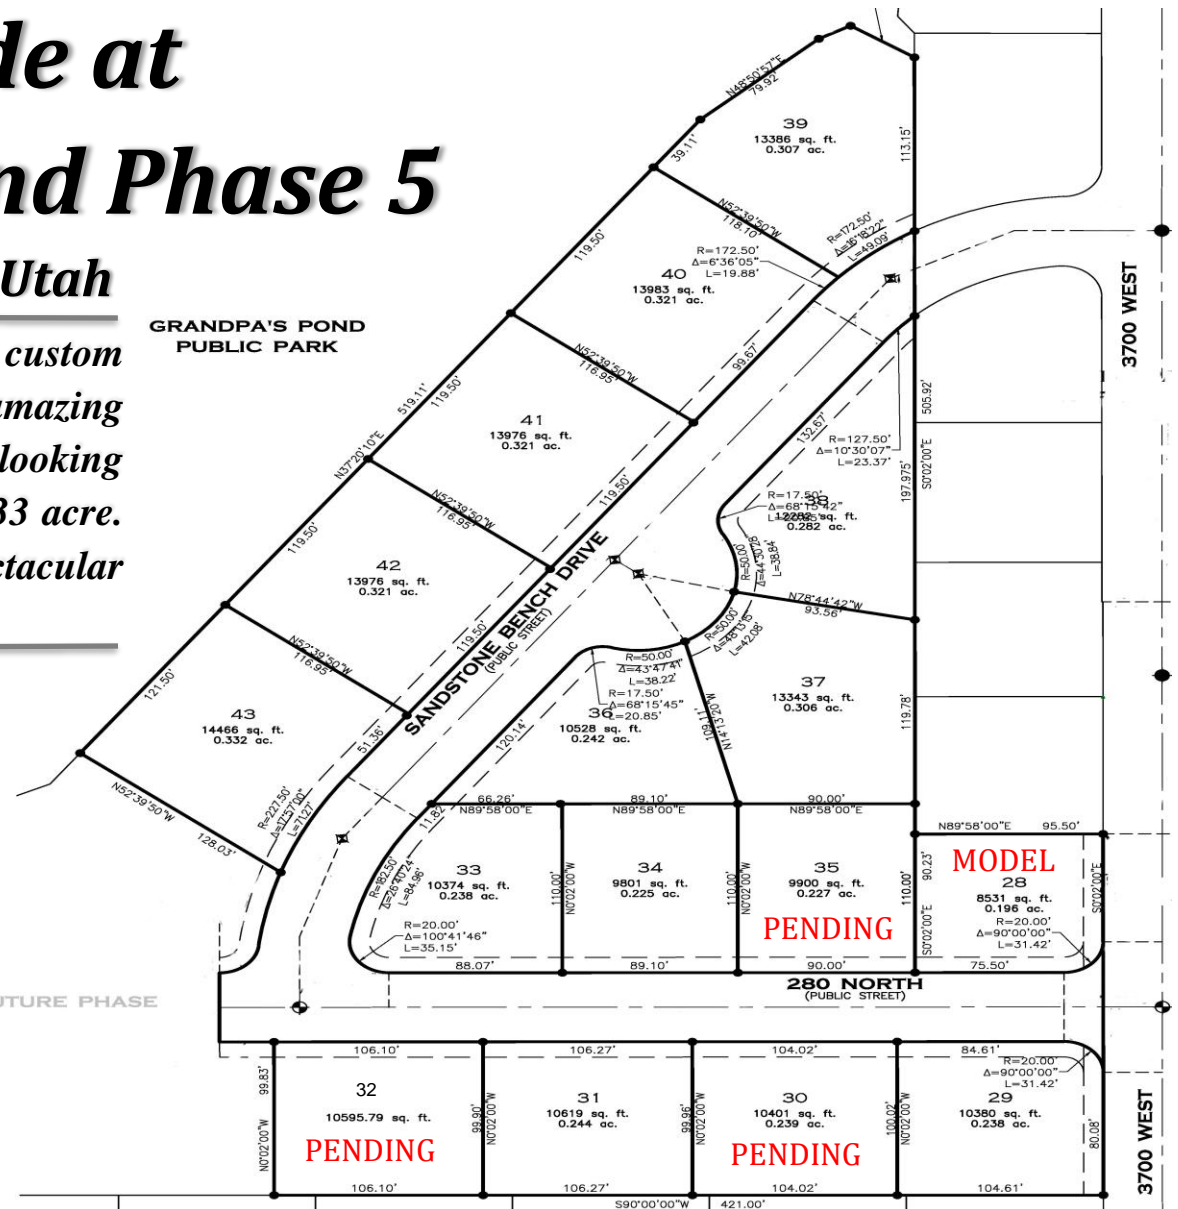 de at
nd Phase 5
Utah
custom
amazing
looking
33 acre.
ctacular
GRANDPA'S POND
PUBLIC PARK
N48°50'57"E
79.92'
39
13386 sq. ft.
0.307 ac.
113.15'
39.11'
N52°39'50"W
118.10'
R=172.50'
Δ=16°18'22"
L=49.09'
R=172.50'
Δ=6°36'05"
L=19.88'
40
13983 sq. ft.
0.321 ac.
119.50'
99.67'
3700 WEST
N52°39'50"W
116.95'
519.11'
119.50'
N37°20'10"E
41
13976 sq. ft.
0.321 ac.
132.67'
R=127.50'
Δ=10°30'07"
L=23.37'
505.92'
S0°02'00"E
197.975'
N52°39'50"W
116.95'
119.50'
R=17.50'
Δ=68°15'42"
38
12282 sq. ft.
0.282 ac.
R=50.00'
Δ=44°30'28"
L=38.84'
119.50'
42
13976 sq. ft.
0.321 ac.
SANDSTONE BENCH DRIVE
(PUBLIC STREET)
119.50'
N78°44'42"W
93.56'
R=50.00'
Δ=48°13'15"
L=42.08'
N52°39'50"W
116.95'
R=50.00'
Δ=43°47'41"
L=38.22'
R=17.50'
Δ=68°15'45"
L=20.85'
37
13343 sq. ft.
0.306 ac.
119.78'
121.50'
43
14466 sq. ft.
0.332 ac.
51.36'
120.14'
36
10528 sq. ft.
0.242 ac.
109.11'
N14°13'20"W
N52°39'50"W
128.03'
R=227.50'
Δ=17°57'00"
L=71.27'
11.82'
66.26'
N89°58'00"E
89.10'
N89°58'00"E
90.00'
N89°58'00"E
N89°58'00"E 95.50'
R=182.50'
Δ=26°40'24"
L=84.96'
33
10374 sq. ft.
0.238 ac.
110.00'
N0°02'00"W
34
9801 sq. ft.
0.225 ac.
110.00'
N0°02'00"W
35
9900 sq. ft.
0.227 ac.
PENDING
110.00'
S0°02'00"E
90.23'
MODEL
28
8531 sq. ft.
0.196 ac.
S0°02'00"E
R=20.00'
Δ=90°00'00"
L=31.42'
R=20.00'
Δ=100°41'46"
L=35.15'
88.07'
89.10'
90.00'
75.50'
280 NORTH
(PUBLIC STREET)
UTURE PHASE
106.10'
106.27'
104.02'
84.61'
R=20.00'
Δ=90°00'00"
L=31.42'
99.83'
N0°02'00"W
32
10595.79 sq. ft.
PENDING
99.90'
N0°02'00"W
31
10619 sq. ft.
0.244 ac.
99.96'
N0°02'00"W
30
10401 sq. ft.
0.239 ac.
PENDING
100.02'
N0°02'00"W
29
10380 sq. ft.
0.238 ac.
80.08'
3700 WEST
106.10'
106.27'
104.02'
104.61'
S90°00'00"W 421.00'